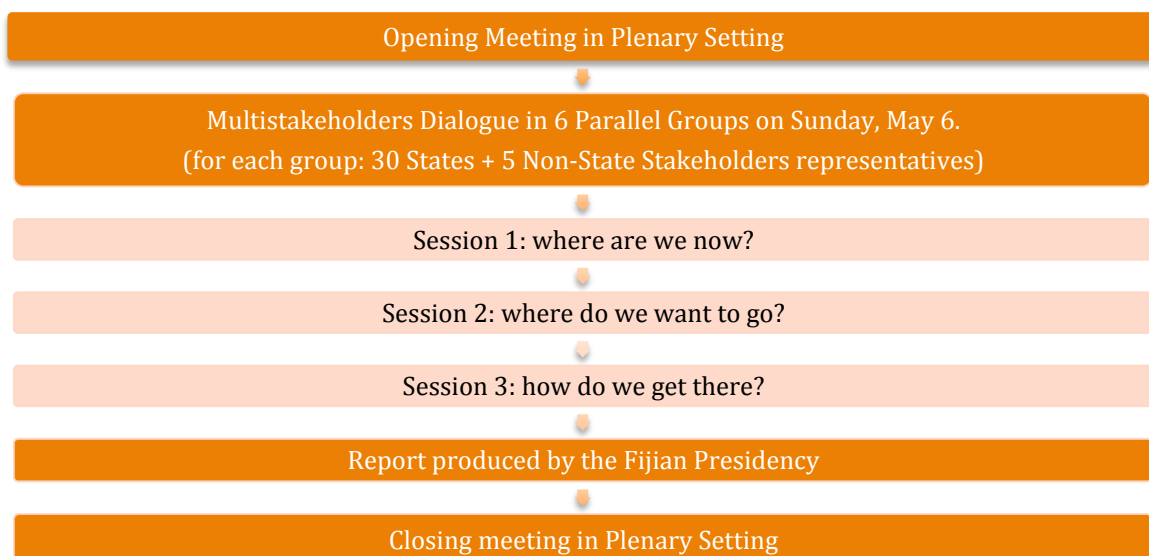 Opening Meeting in Plenary Setting
Multistakeholders Dialogue in 6 Parallel Groups on Sunday, May 6.
(for each group: 30 States + 5 Non-State Stakeholders representatives)
Session 1: where are we now?
Session 2: where do we want to go?
Session 3: how do we get there?
Report produced by the Fijian Presidency
Closing meeting in Plenary Setting